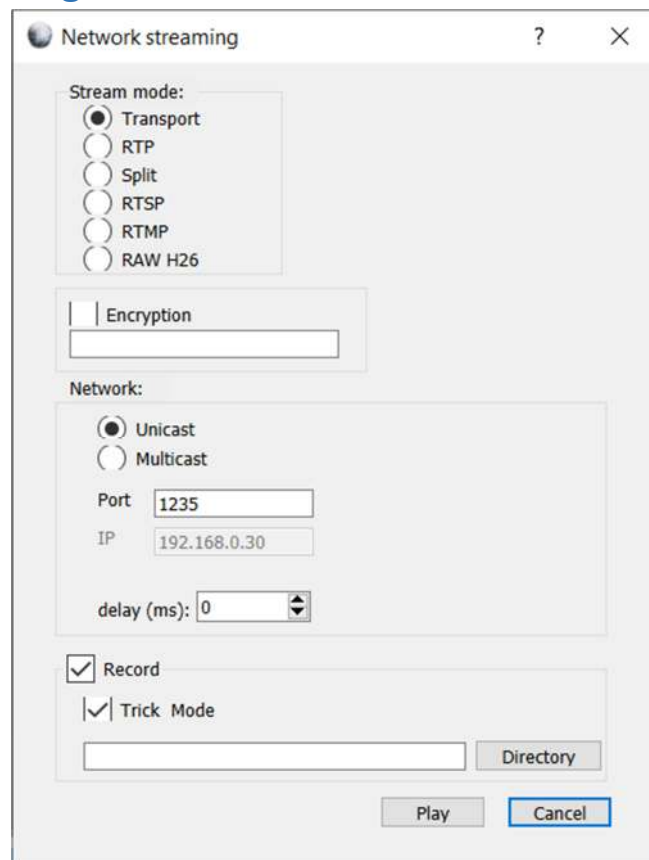 Network streaming ?
Stream mode:
Transport
RTP
Split
RTSP
RTMP
RAW H26
Encryption
Network:
Unicast
Multicast
Port 1235
IP 192.168.0.30
delay (ms): 0
Record
Trick Mode
Directory
Play Cancel